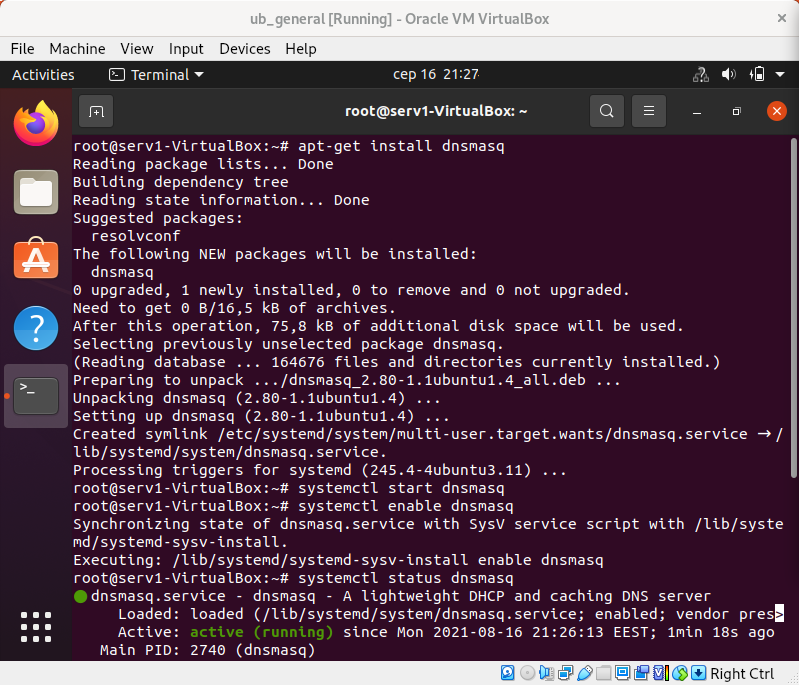 ub_general [Running] - Oracle VM VirtualBox
File Machine View Input Devices Help
Activities Terminal сер 16 21:27
root@serv1-VirtualBox: ~
root@serv1-VirtualBox:~# apt-get install dnsmasq
Reading package lists... Done
Building dependency tree
Reading state information... Done
Suggested packages:
  resolvconf
The following NEW packages will be installed:
  dnsmasq
0 upgraded, 1 newly installed, 0 to remove and 0 not upgraded.
Need to get 0 B/16,5 kB of archives.
After this operation, 75,8 kB of additional disk space will be used.
Selecting previously unselected package dnsmasq.
(Reading database ... 164676 files and directories currently installed.)
Preparing to unpack .../dnsmasq_2.80-1.1ubuntu1.4_all.deb ...
Unpacking dnsmasq (2.80-1.1ubuntu1.4) ...
Setting up dnsmasq (2.80-1.1ubuntu1.4) ...
Created symlink /etc/systemd/system/multi-user.target.wants/dnsmasq.service → /
lib/systemd/system/dnsmasq.service.
Processing triggers for systemd (245.4-4ubuntu3.11) ...
root@serv1-VirtualBox:~# systemctl start dnsmasq
root@serv1-VirtualBox:~# systemctl enable dnsmasq
Synchronizing state of dnsmasq.service with SysV service script with /lib/syste
md/systemd-sysv-install.
Executing: /lib/systemd/systemd-sysv-install enable dnsmasq
root@serv1-VirtualBox:~# systemctl status dnsmasq
● dnsmasq.service - dnsmasq - A lightweight DHCP and caching DNS server
     Loaded: loaded (/lib/systemd/system/dnsmasq.service; enabled; vendor pres>
     Active: active (running) since Mon 2021-08-16 21:26:13 EEST; 1min 18s ago
   Main PID: 2740 (dnsmasq)
Right Ctrl